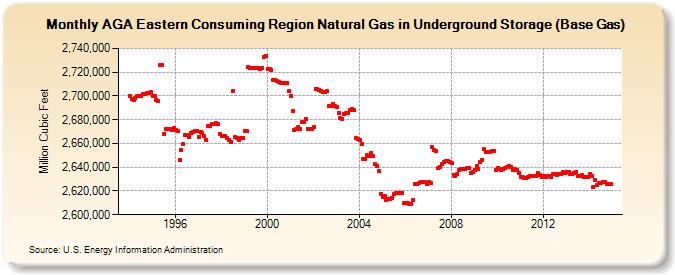 Monthly AGA Eastern Consuming Region Natural Gas in Underground Storage (Base Gas)
Million Cubic Feet
2,740,000
2,720,000
2,700,000
2,680,000
2,660,000
2,640,000
2,620,000
2,600,000
1996 2000 2004 2008 2012
Source: U.S. Energy Information Administration